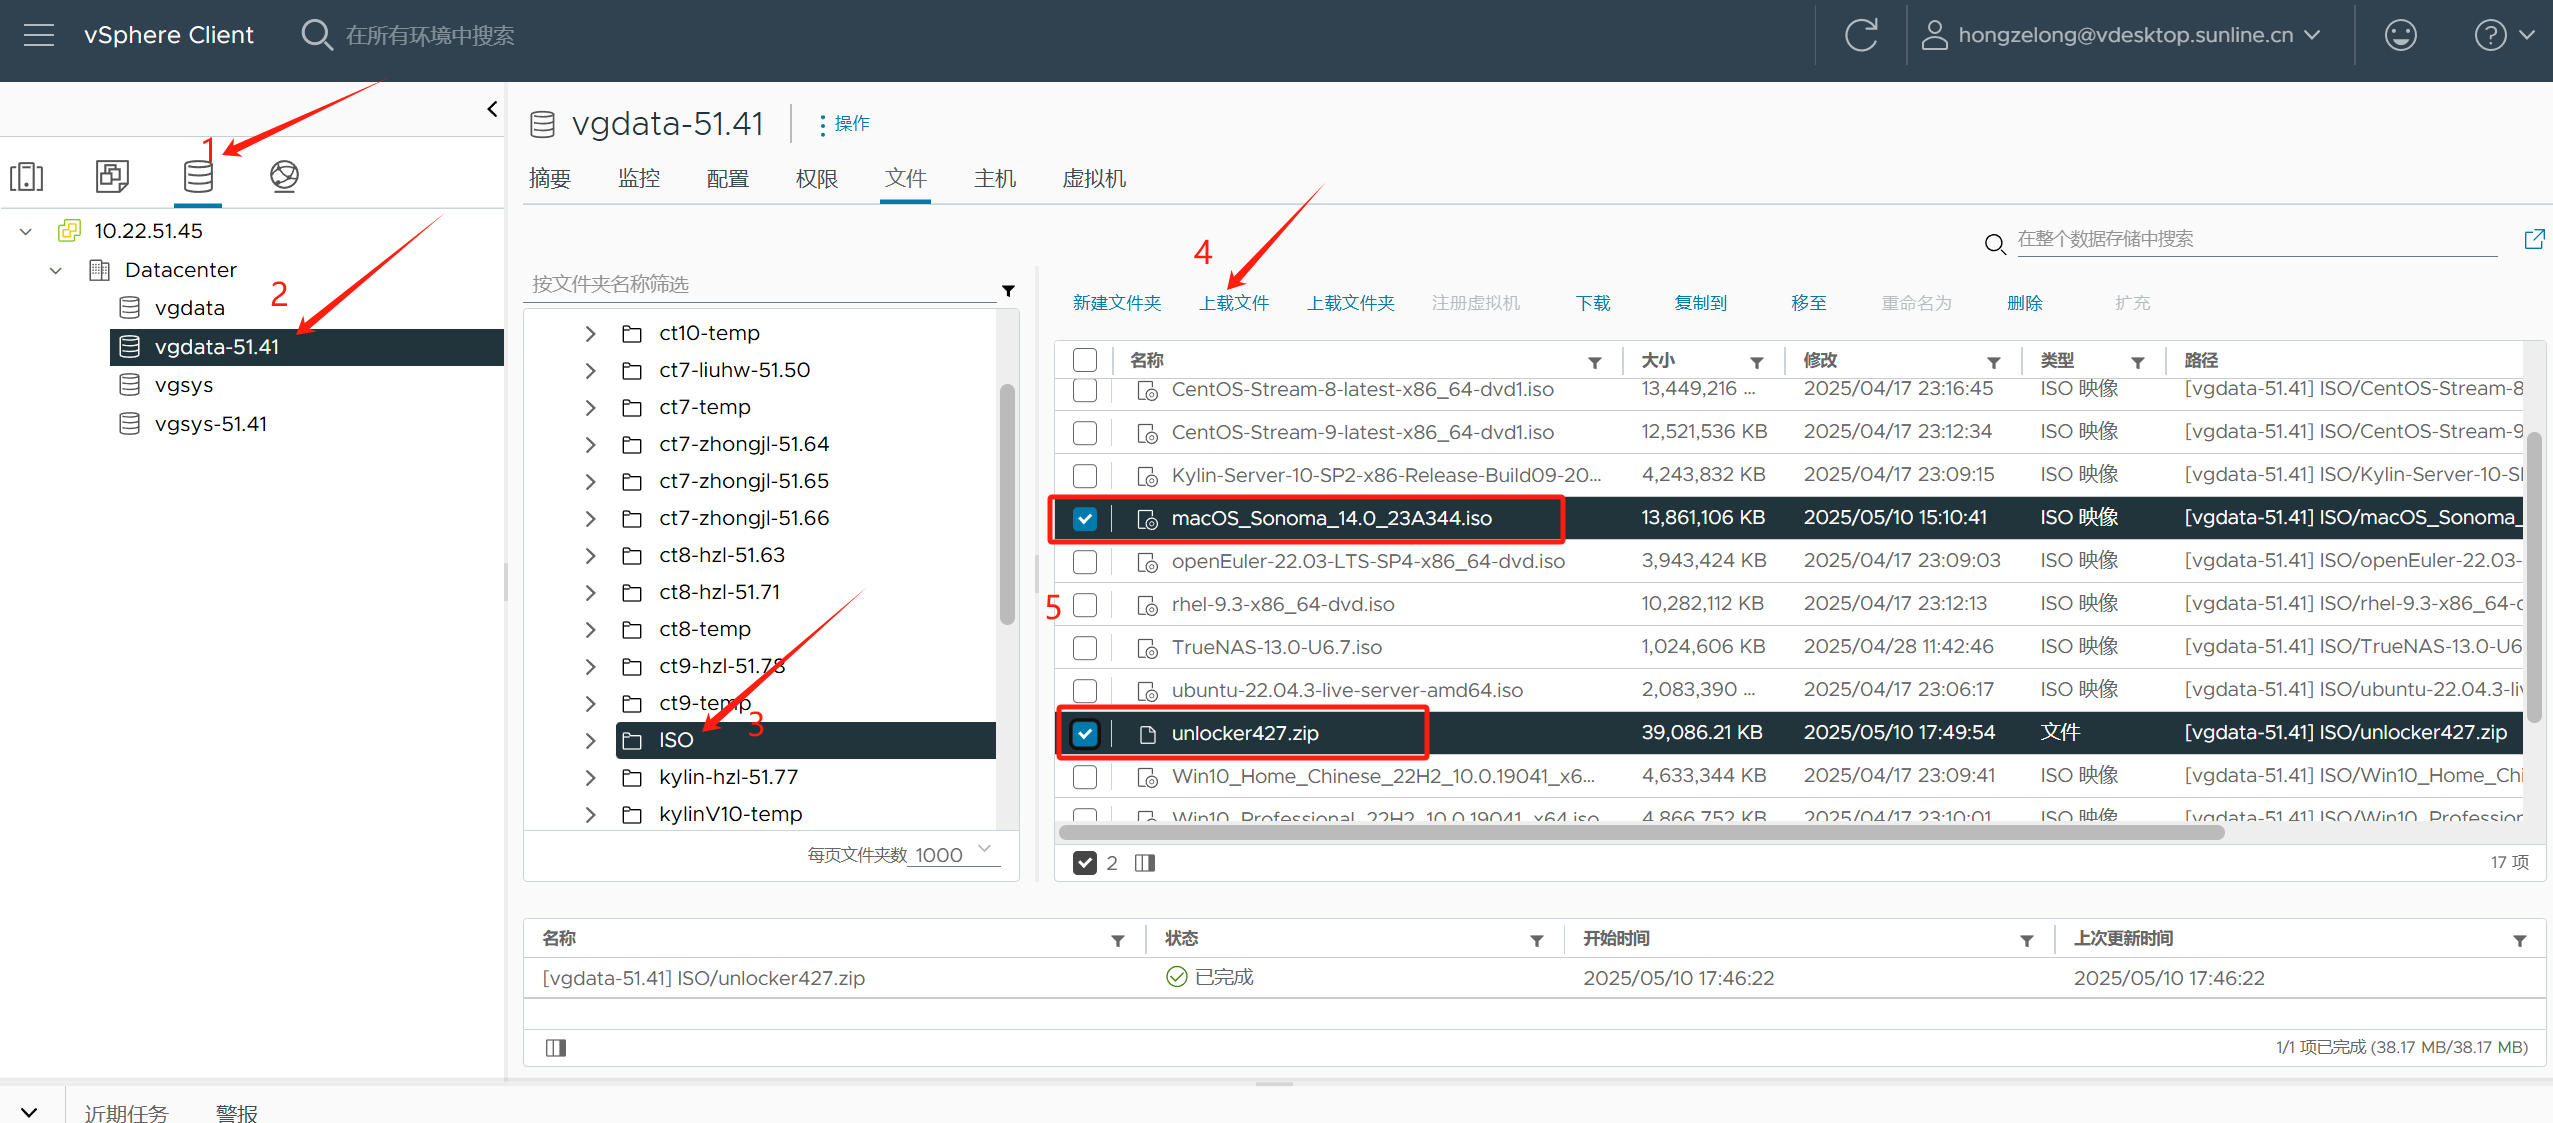 vSphere Client
在所有环境中搜索
hongzelong@vdesktop.sunline.cn
1
10.22.51.45
Datacenter
2
vgdata
vgdata-51.41
vgsys
vgsys-51.41
vgdata-51.41
操作
摘要 监控 配置 权限 文件 主机 虚拟机
在整个数据存储中搜索
按文件夹名称筛选
4
新建文件夹 上载文件 上载文件夹 注册虚拟机 下载 复制到 移至 重命名为 删除 扩充
ct10-temp
ct7-liuhw-51.50
ct7-temp
ct7-zhongjl-51.64
ct7-zhongjl-51.65
ct7-zhongjl-51.66
ct8-hzl-51.63
ct8-hzl-51.71
ct8-temp
ct9-hzl-51.78
ct9-temp
3
ISO
kylin-hzl-51.77
kylinV10-temp
每页文件夹数 1000
名称 大小 修改 类型 路径
CentOS-Stream-8-latest-x86_64-dvd1.iso 13,449,216 ... 2025/04/17 23:16:45 ISO 映像 [vgdata-51.41] ISO/CentOS-Stream-8
CentOS-Stream-9-latest-x86_64-dvd1.iso 12,521,536 KB 2025/04/17 23:12:34 ISO 映像 [vgdata-51.41] ISO/CentOS-Stream-9
Kylin-Server-10-SP2-x86-Release-Build09-20... 4,243,832 KB 2025/04/17 23:09:15 ISO 映像 [vgdata-51.41] ISO/Kylin-Server-10-SI
macOS_Sonoma_14.0_23A344.iso 13,861,106 KB 2025/05/10 15:10:41 ISO 映像 [vgdata-51.41] ISO/macOS_Sonoma_
openEuler-22.03-LTS-SP4-x86_64-dvd.iso 3,943,424 KB 2025/04/17 23:09:03 ISO 映像 [vgdata-51.41] ISO/openEuler-22.03-
5
rhel-9.3-x86_64-dvd.iso 10,282,112 KB 2025/04/17 23:12:13 ISO 映像 [vgdata-51.41] ISO/rhel-9.3-x86_64-c
TrueNAS-13.0-U6.7.iso 1,024,606 KB 2025/04/28 11:42:46 ISO 映像 [vgdata-51.41] ISO/TrueNAS-13.0-U6
ubuntu-22.04.3-live-server-amd64.iso 2,083,390 ... 2025/04/17 23:06:17 ISO 映像 [vgdata-51.41] ISO/ubuntu-22.04.3-liv
unlocker427.zip 39,086.21 KB 2025/05/10 17:49:54 文件 [vgdata-51.41] ISO/unlocker427.zip
Win10_Home_Chinese_22H2_10.0.19041_x6... 4,633,344 KB 2025/04/17 23:09:41 ISO 映像 [vgdata-51.41] ISO/Win10_Home_Chi
Win10_Professional_22H2_10.0.19041_x64.iso 4,866,752 KB 2025/04/17 23:10:01 ISO 映像 [vgdata-51.41] ISO/Win10_Profession
2
17 项
名称 状态 开始时间 上次更新时间
[vgdata-51.41] ISO/unlocker427.zip 已完成 2025/05/10 17:46:22 2025/05/10 17:46:22
1/1 项已完成 (38.17 MB/38.17 MB)
近期任务 警报